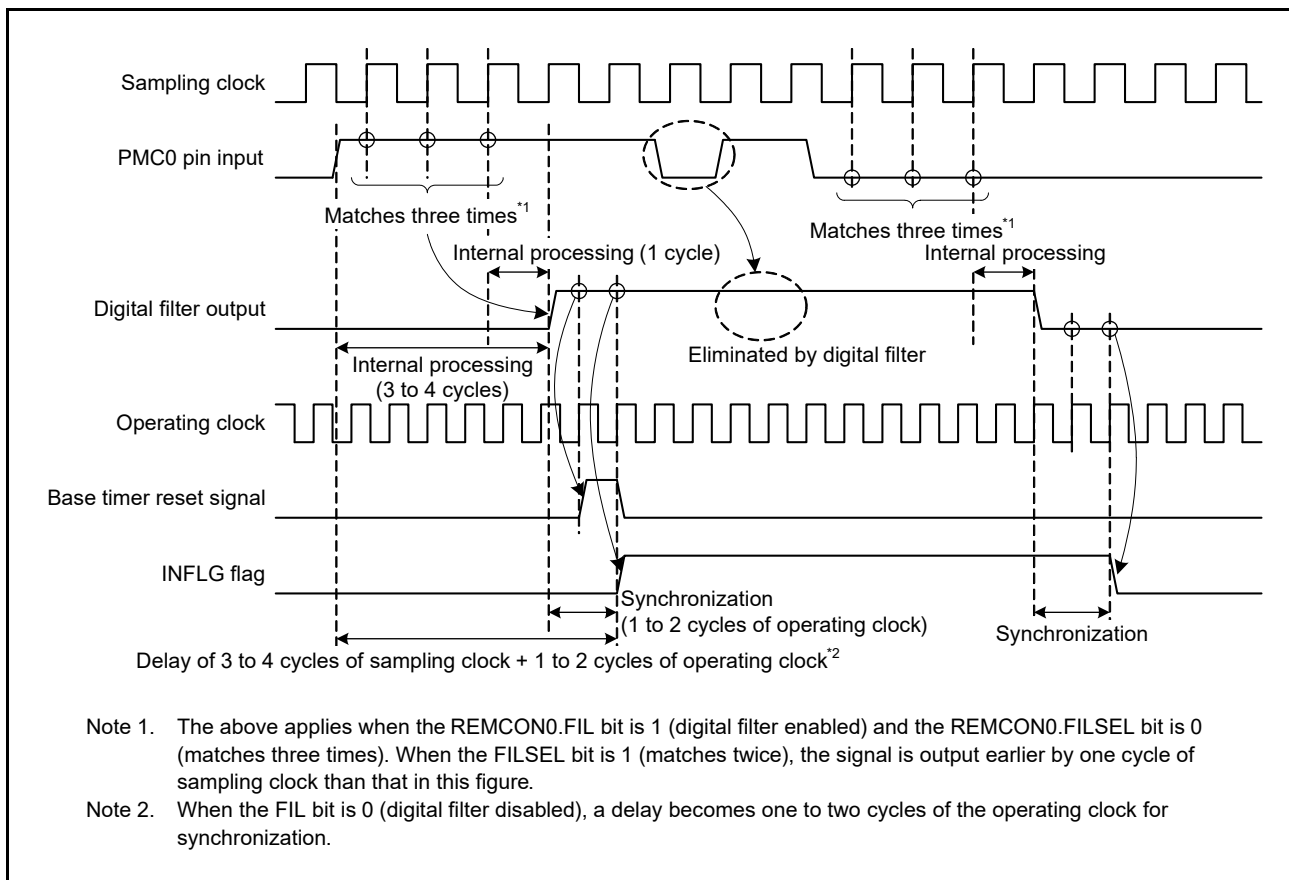 Sampling clock
PMC0 pin input
Matches three times*1
Matches three times*1
Internal processing (1 cycle)
Internal processing
Digital filter output
Eliminated by digital filter
Internal processing
(3 to 4 cycles)
Operating clock
Base timer reset signal
INFLG flag
Synchronization
(1 to 2 cycles of operating clock)
Synchronization
Delay of 3 to 4 cycles of sampling clock + 1 to 2 cycles of operating clock*2
Note 1. The above applies when the REMCON0.FIL bit is 1 (digital filter enabled) and the REMCON0.FILSEL bit is 0
(matches three times). When the FILSEL bit is 1 (matches twice), the signal is output earlier by one cycle of
sampling clock than that in this figure.
Note 2. When the FIL bit is 0 (digital filter disabled), a delay becomes one to two cycles of the operating clock for
synchronization.